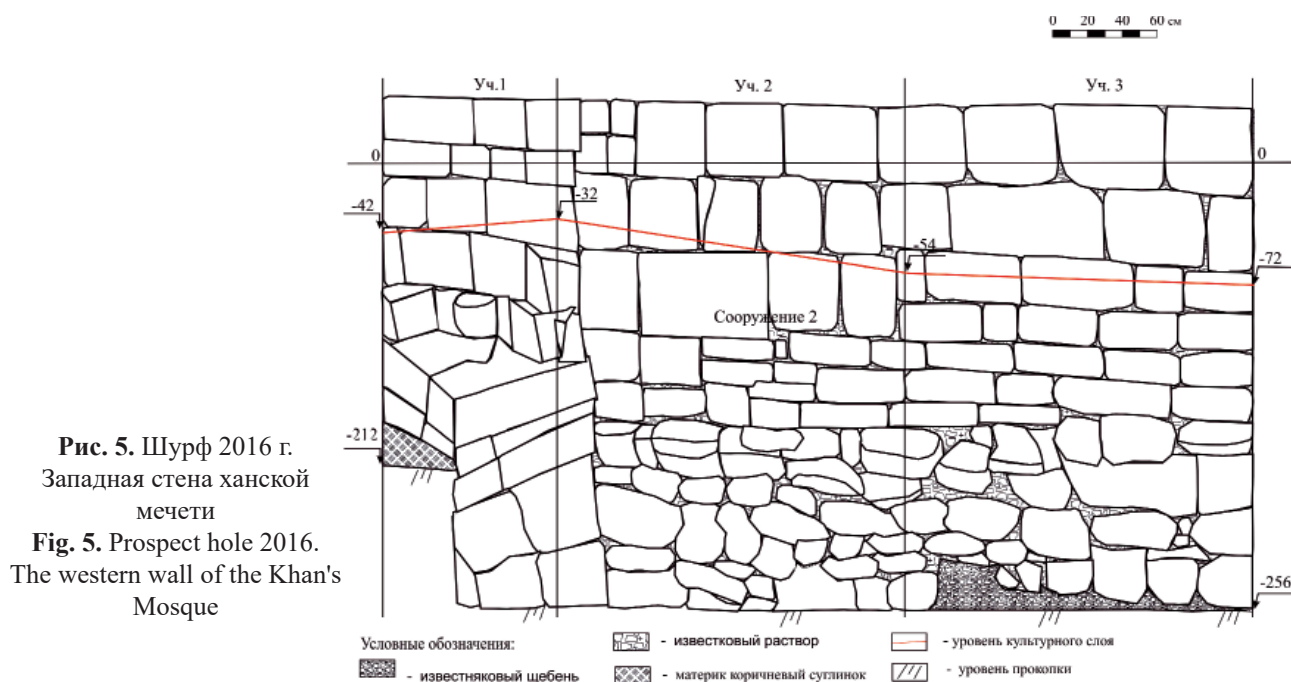 0 20 40 60 см
Уч.1 Уч. 2 Уч. 3
0 0
-32
-42
-54
-72
Сооружение 2
-212
-256
Рис. 5. Шурф 2016 г.
Западная стена ханской
мечети
Fig. 5. Prospect hole 2016.
The western wall of the Khan's
Mosque
Условные обозначения:
- известняковый щебень
- известковый раствор
- материк коричневый суглинок
- уровень культурного слоя
- уровень прокопки